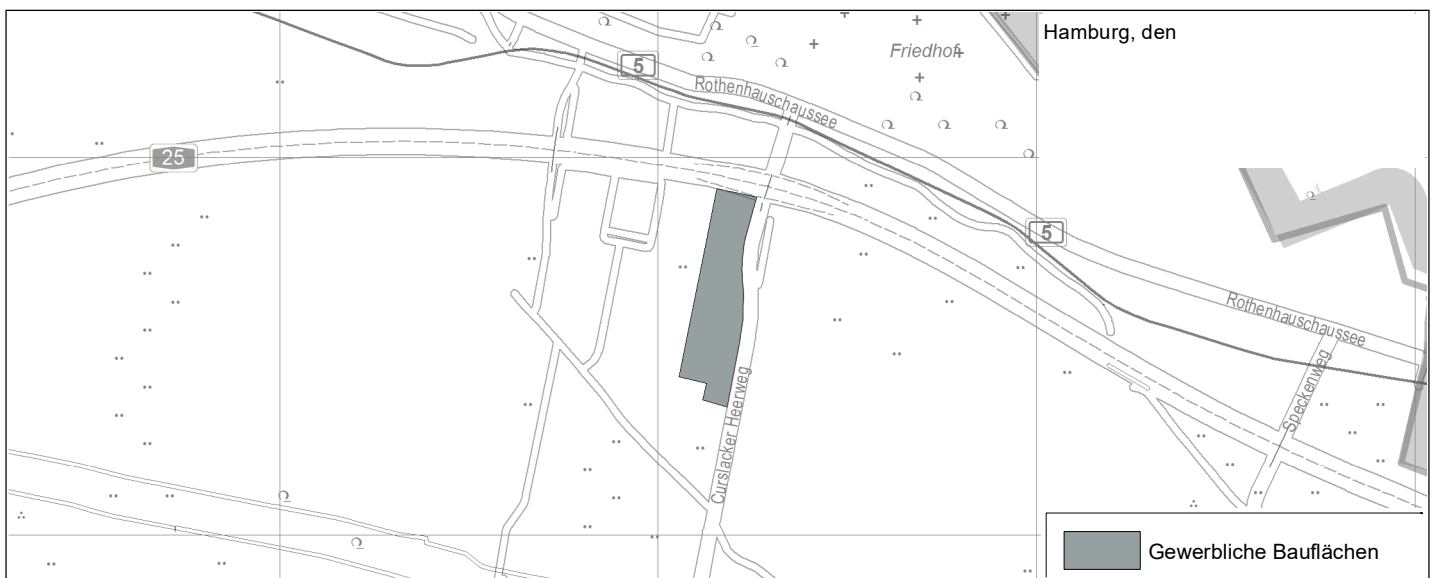 Hamburg, den
Friedhof
5
Rothenhauschaussee
25
5
Rothenhauschaussee
Speckenweg
Curslacker Heerweg
Gewerbliche Bauflächen